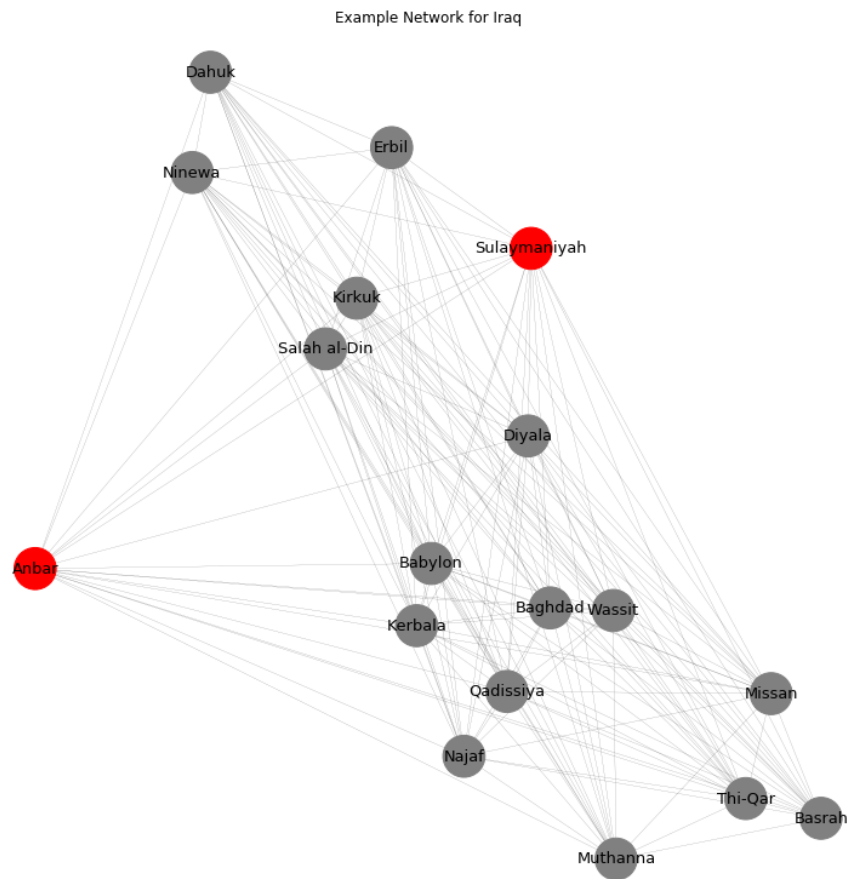 Example Network for Iraq
Dahuk
Erbil
Ninewa
Sulaymaniyah
Kirkuk
Salah al-Din
Diyala
Babylon
Anbar
Baghdad
Wassit
Kerbala
Qadissiya
Missan
Najaf
Thi-Qar
Basrah
Muthanna